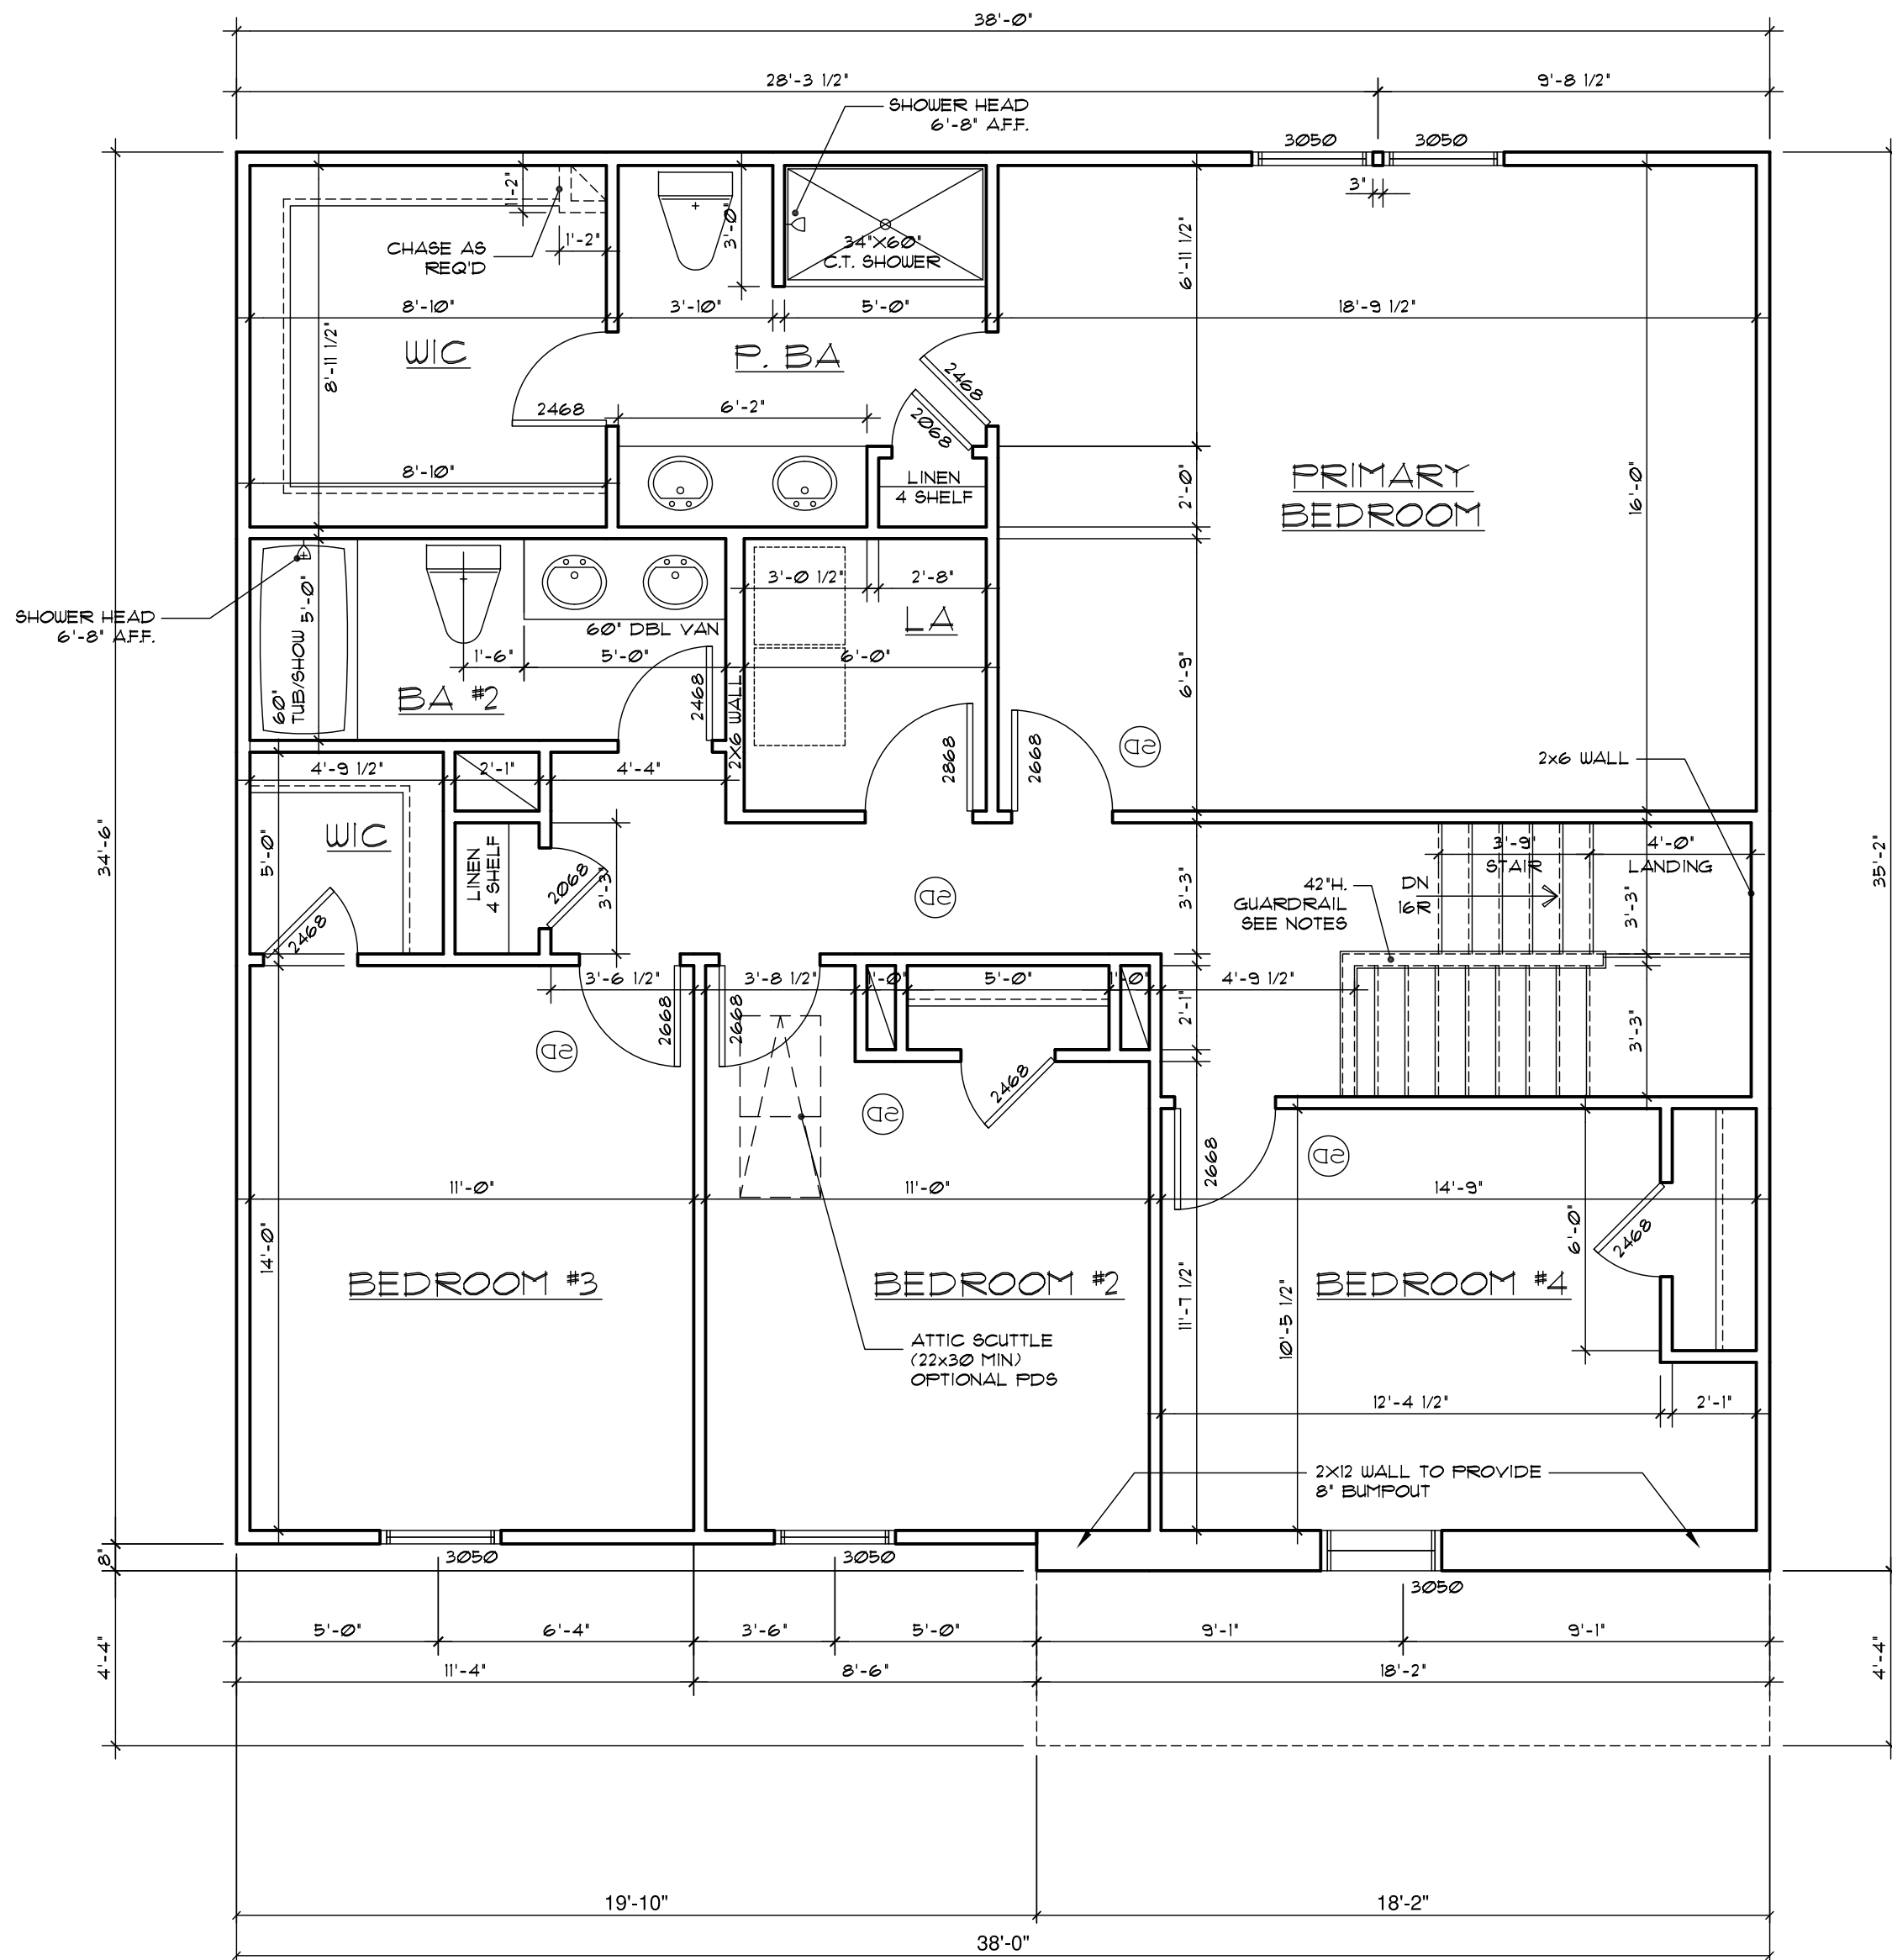 38'-0"
28'-3 1/2"
9'-8 1/2"
SHOWER HEAD
6'-8" A.F.F.
3050
3050
3"
1'-2"
CHASE AS
REQ'D
1'-2"
3'-0"
34"X60"
C.T. SHOWER
6'-11 1/2"
8'-10"
3'-10"
5'-0"
18'-9 1/2"
8'-11 1/2"
WIC
P. BA
2468
2468
6'-2"
2068
8'-10"
LINEN
4 SHELF
2'-0"
PRIMARY
BEDROOM
16'-0"
SHOWER HEAD
6'-8" A.F.F.
5'-0"
60"
TUB/SHOW
3'-0 1/2"
2'-8"
LA
60" DBL VAN
1'-6"
5'-0"
6'-0"
BA #2
2468
2X6 WALL
6'-9"
2868
2668
SD
2x6 WALL
4'-9 1/2"
2'-1"
4'-4"
34'-6"
35'-2"
5'-0"
WIC
LINEN
4 SHELF
2068
3'-3"
2468
SD
3'-3"
3'-9"
STAIR
4'-0"
LANDING
42"H.
GUARDRAIL
SEE NOTES
DN
16R
3'-3"
3'-6 1/2"
3'-8 1/2"
1'-0"
5'-0"
1'-0"
4'-9 1/2"
2668
2668
2'-1"
3'-3"
SD
2468
SD
SD
2668
11'-0"
11'-0"
14'-9"
14'-0"
6'-0"
2468
BEDROOM #3
BEDROOM #2
BEDROOM #4
11'-7 1/2"
10'-5 1/2"
ATTIC SCUTTLE
(22x30 MIN)
OPTIONAL PDS
12'-4 1/2"
2'-1"
2X12 WALL TO PROVIDE
8" BUMPOUT
8"
3050
3050
3050
5'-0"
6'-4"
3'-6"
5'-0"
9'-1"
9'-1"
4'-4"
4'-4"
11'-4"
8'-6"
18'-2"
19'-10"
18'-2"
38'-0"